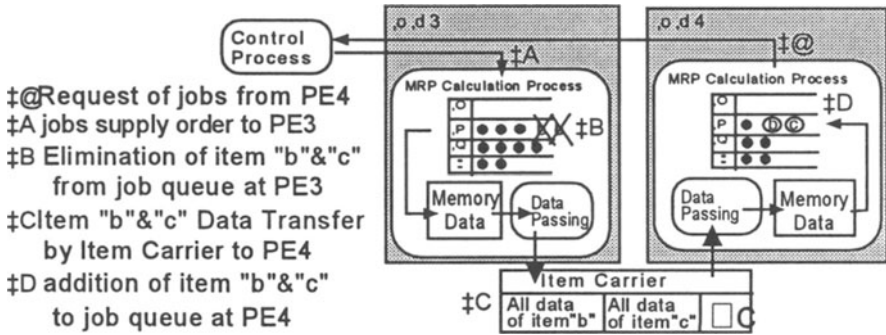 ,o ,d 3
,o ,d 4
Control
Process
‡A
‡@
MRP Calculation Process
MRP Calculation Process
‡@Request of jobs from PE4
‡A jobs supply order to PE3
‡B Elimination of item "b"&"c"
from job queue at PE3
‡CItem "b"&"c" Data Transfer
by Item Carrier to PE4
‡D addition of item "b"&"c"
to job queue at PE4
,O
,P
,Q
‡B
,O
,P b c
,Q
‡D
Memory
Data
Data
Passing
Data
Passing
Memory
Data
‡C
Item Carrier
All data
of item"b"
All data
of item"c"
C